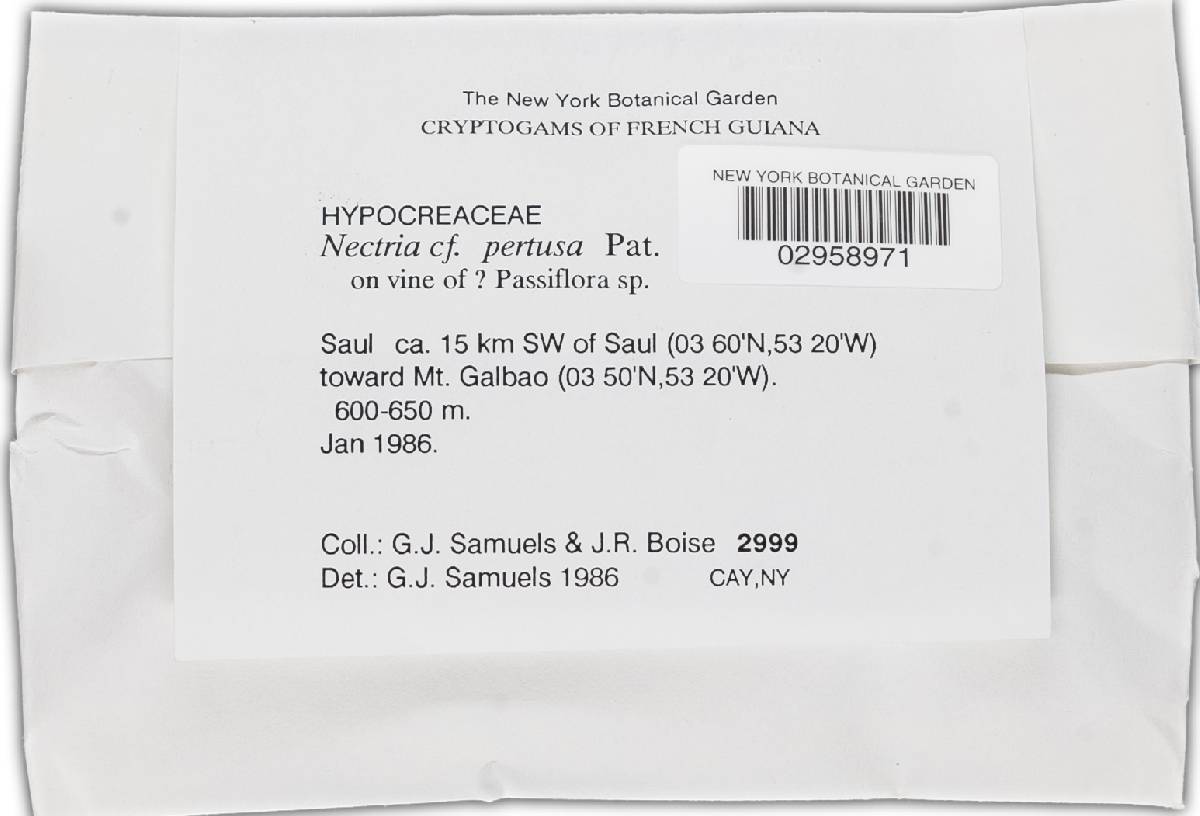 The New York Botanical Garden
CRYPTOGAMS OF FRENCH GUIANA
NEW YORK BOTANICAL GARDEN
02958971
HYPOCREACEAE
Nectria cf. pertusa Pat.
on vine of ? Passiflora sp.
Saul ca. 15 km SW of Saul (03 60'N,53 20'W)
toward Mt. Galbao (03 50'N,53 20'W).
600-650 m.
Jan 1986.
Coll.: G.J. Samuels & J.R. Boise 2999
Det.: G.J. Samuels 1986 CAY,NY